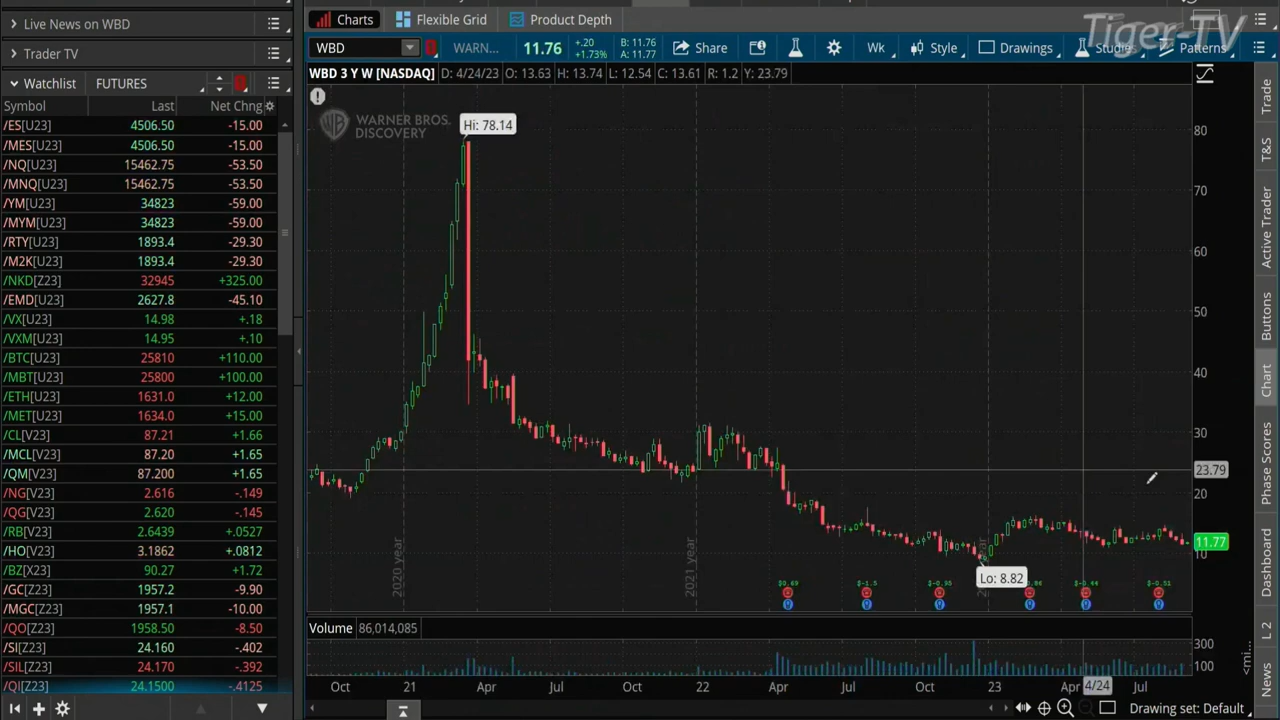 Live News on WBD
Trader TV
Watchlist FUTURES
Symbol Last Net Chng
/ES[U23] 4506.50 -15.00
/MES[U23] 4506.50 -15.00
/NQ[U23] 15462.75 -53.50
/MNQ[U23] 15462.75 -53.50
/YM[U23] 34823 -59.00
/MYM[U23] 34823 -59.00
/RTY[U23] 1893.4 -29.30
/M2K[U23] 1893.4 -29.30
/NKD[Z23] 32945 +325.00
/EMD[U23] 2627.8 -45.10
/VX[U23] 14.98 +.18
/VXM[U23] 14.95 +.10
/BTC[U23] 25810 +110.00
/MBT[U23] 25800 +100.00
/ETH[U23] 1631.0 +12.00
/MET[U23] 1634.0 +15.00
/CL[V23] 87.21 +1.66
/MCL[V23] 87.20 +1.65
/QM[V23] 87.200 +1.65
/NG[V23] 2.616 -.149
/QG[V23] 2.620 -.145
/RB[V23] 2.6439 +.0527
/HO[V23] 3.1862 +.0812
/BZ[X23] 90.27 +1.72
/GC[Z23] 1957.2 -9.90
/MGC[Z23] 1957.1 -10.00
/QO[Z23] 1958.50 -8.50
/SI[Z23] 24.160 -.402
/SIL[Z23] 24.170 -.392
/QI[Z23] 24.1500 -.4125
Charts Flexible Grid Product Depth
Tiger-TV
WBD WARN... 11.76 +.20 +1.73% B: 11.76 A: 11.77 Share Wk Style Drawings Studies Patterns
WBD 3 Y W [NASDAQ] D: 4/24/23 O: 13.63 H: 13.74 L: 12.54 C: 13.61 R: 1.2 Y: 23.79
WARNER BROS.
DISCOVERY
Hi: 78.14
80
70
60
50
40
30
23.79
20
11.77
10
2020 year 2021 year
Lo: 8.82
$0.69 $-1.5 $-0.95 $-0.44 $-0.51
Volume 86,014,085
300
100
Oct 21 Apr Jul Oct 22 Apr Jul Oct 23 Apr 4/24 Jul
Drawing set: Default
Trade
T&S
Active Trader
Buttons
Chart
Phase Scores
Dashboard
L 2
News